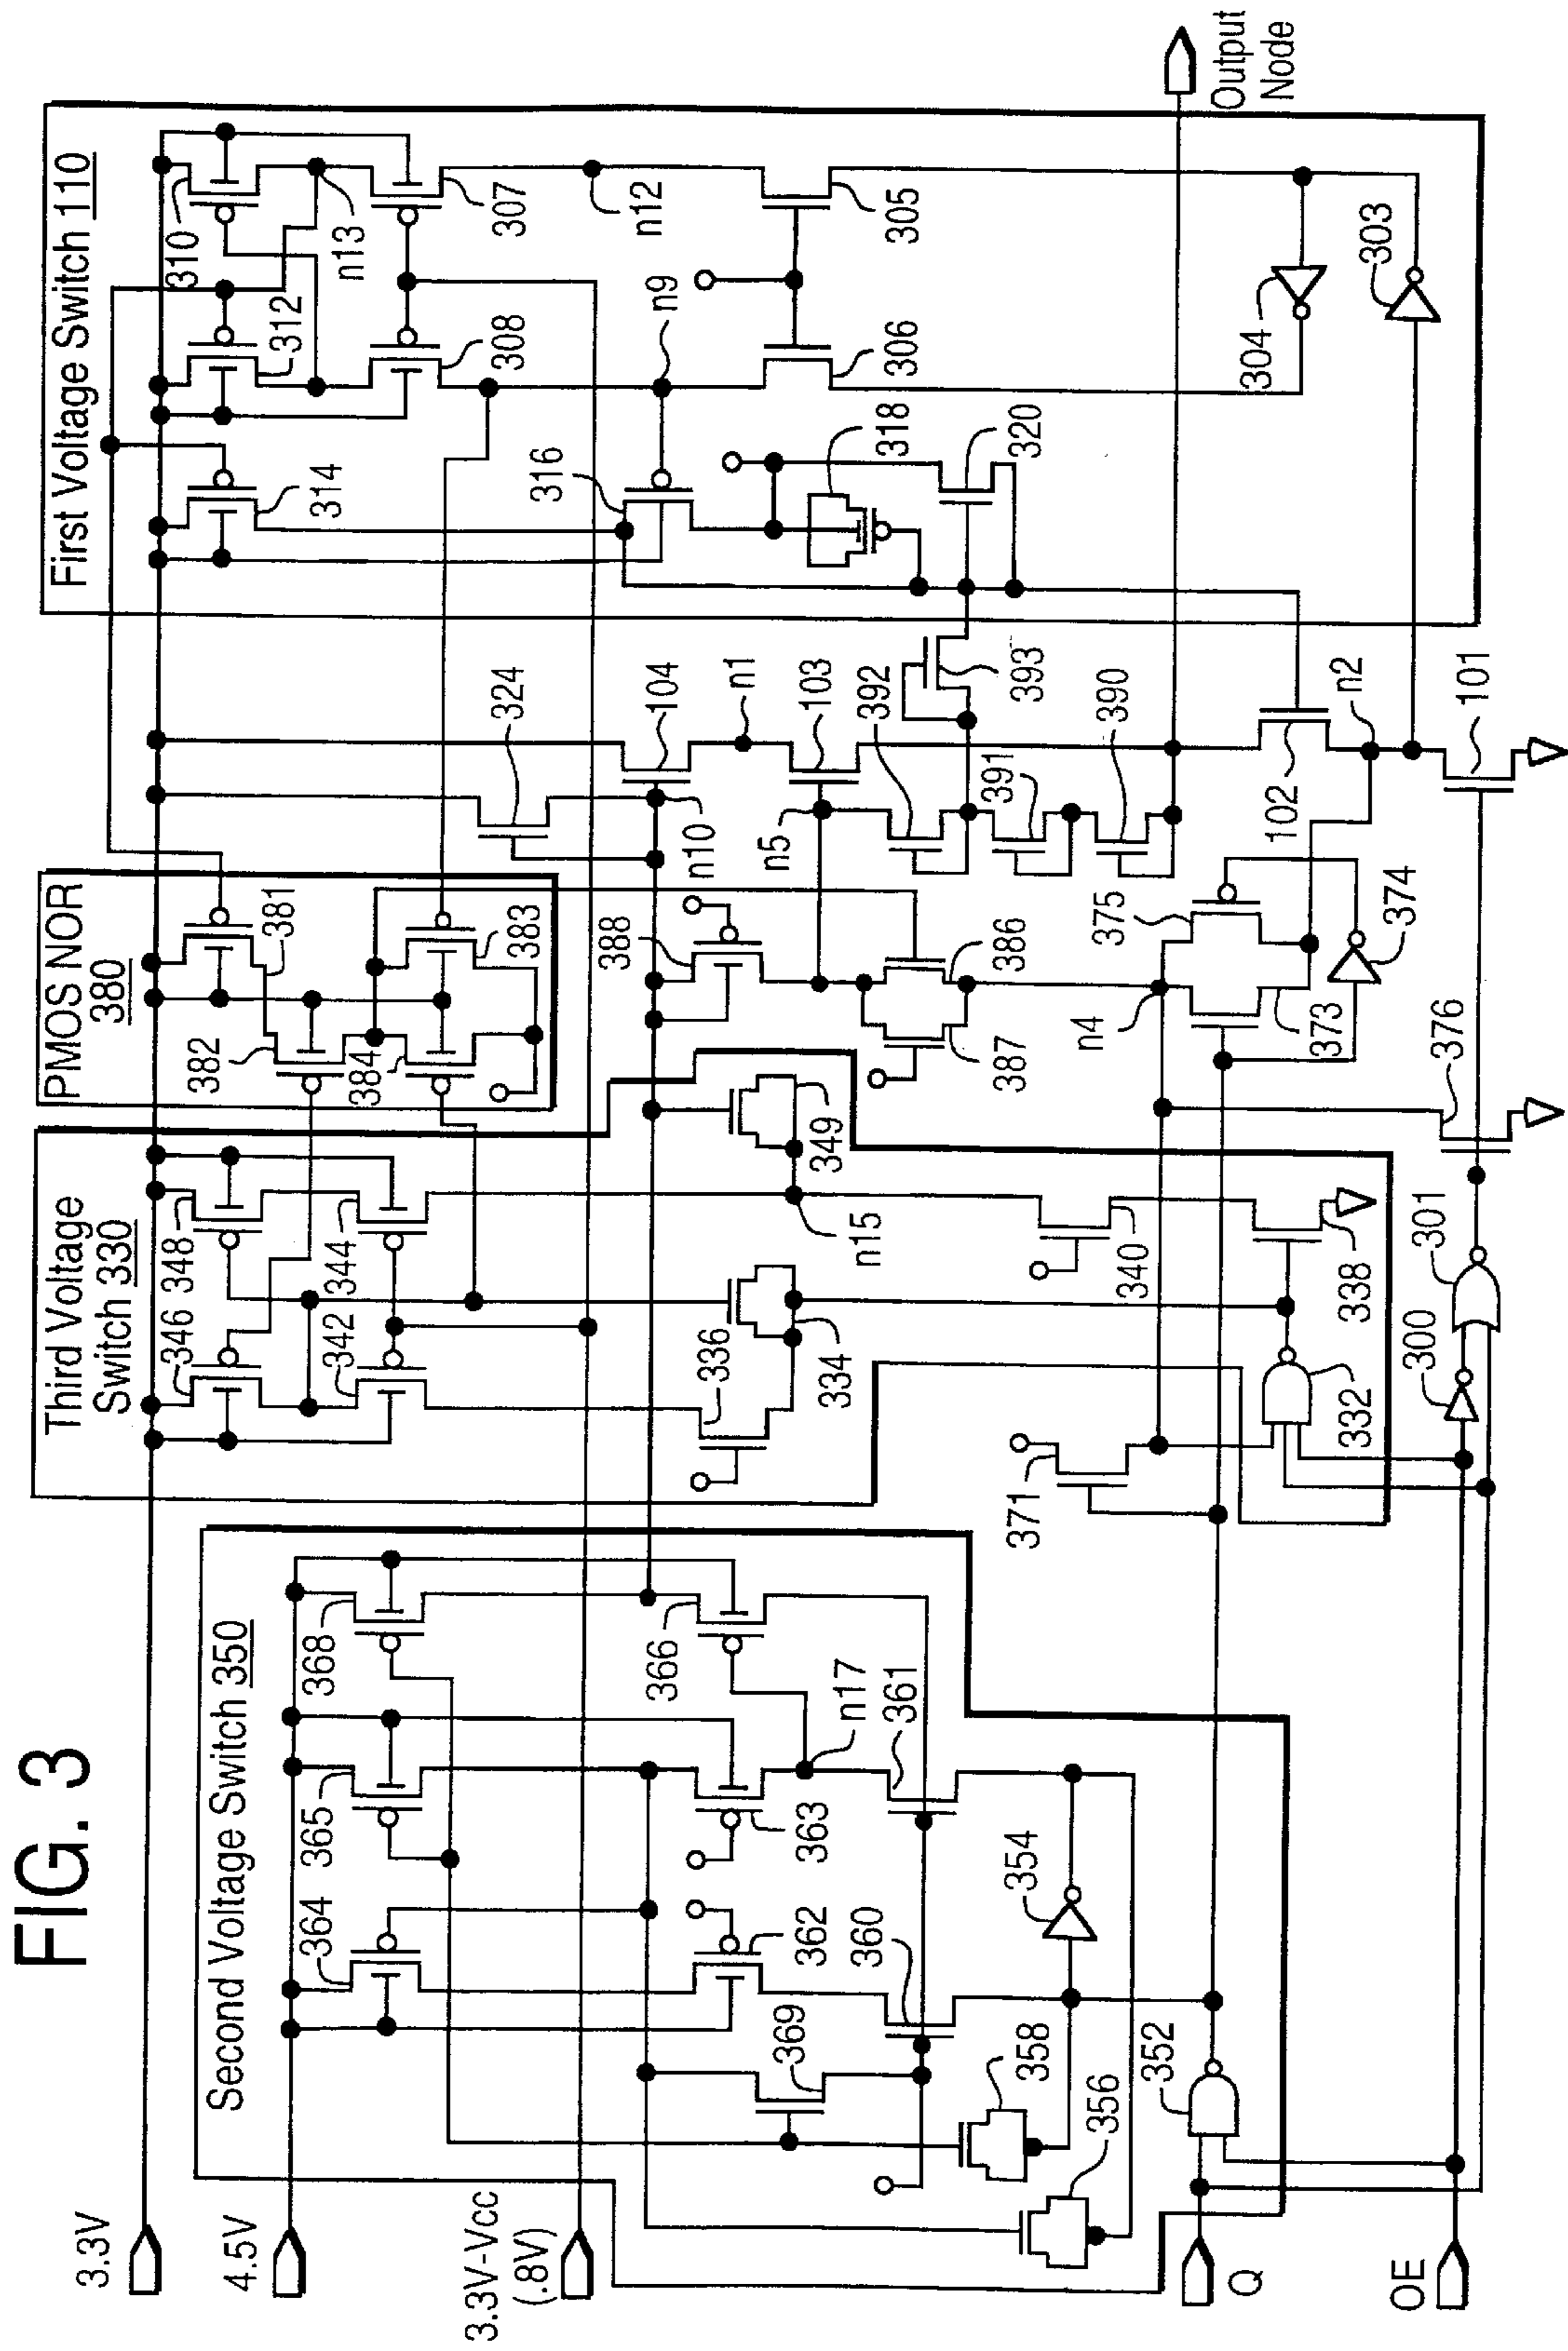 FIG. 3
3.3V
4.5V
3.3V-Vcc
(.8V)
Q
OE
Second Voltage Switch 350
364
365
368
362
363
366
n17
361
360
369
358
356
354
352
Third Voltage
Switch 330
346
348
342
344
336
334
349
n15
340
338
332
371
300
301
376
PMOS NOR
380
382
381
384
383
388
387
386
n4
373
375
374
324
n10
104
n1
n5
103
392
393
391
390
102
n2
101
First Voltage Switch 110
314
312
310
n13
308
307
316
n9
n12
318
320
306
305
304
303
Output
Node